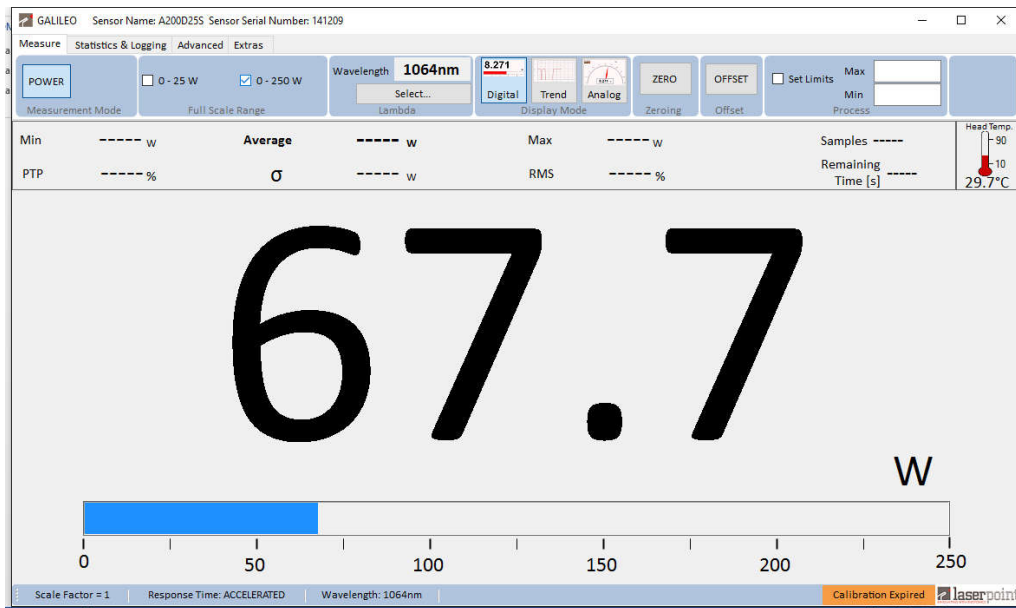 GALILEO Sensor Name: A200D25S Sensor Serial Number: 141209
Measure Statistics & Logging Advanced Extras
POWER
Measurement Mode
0 - 25 W 0 - 250 W
Full Scale Range
Wavelength 1064nm
Select...
Lambda
8.271
Digital Trend Analog
Display Mode
ZERO
Zeroing
OFFSET
Offset
Set Limits Max
Min
Process
Min ----- W Average ----- W Max ----- W Samples -----
PTP ----- % σ ----- W RMS ----- % Remaining
Time [s] -----
Head Temp.
90
10
29.7°C
67.7
W
0 50 100 150 200 250
Scale Factor = 1 Response Time: ACCELERATED Wavelength: 1064nm Calibration Expired laserpoint